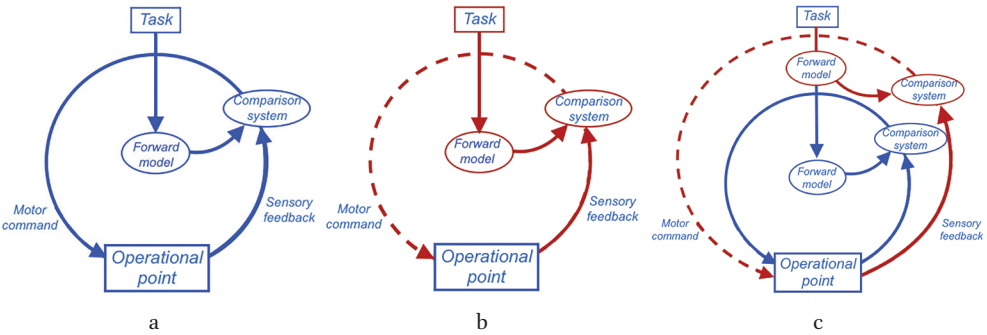 Task
Comparison
system
Forward
model
Motor
command
Sensory
feedback
Operational
point
a
Task
Comparison
system
Forward
model
Motor
command
Sensory
feedback
Operational
point
b
Task
Forward
model
Comparison
system
Comparison
system
Forward
model
Motor
command
Sensory
feedback
Operational
point
c